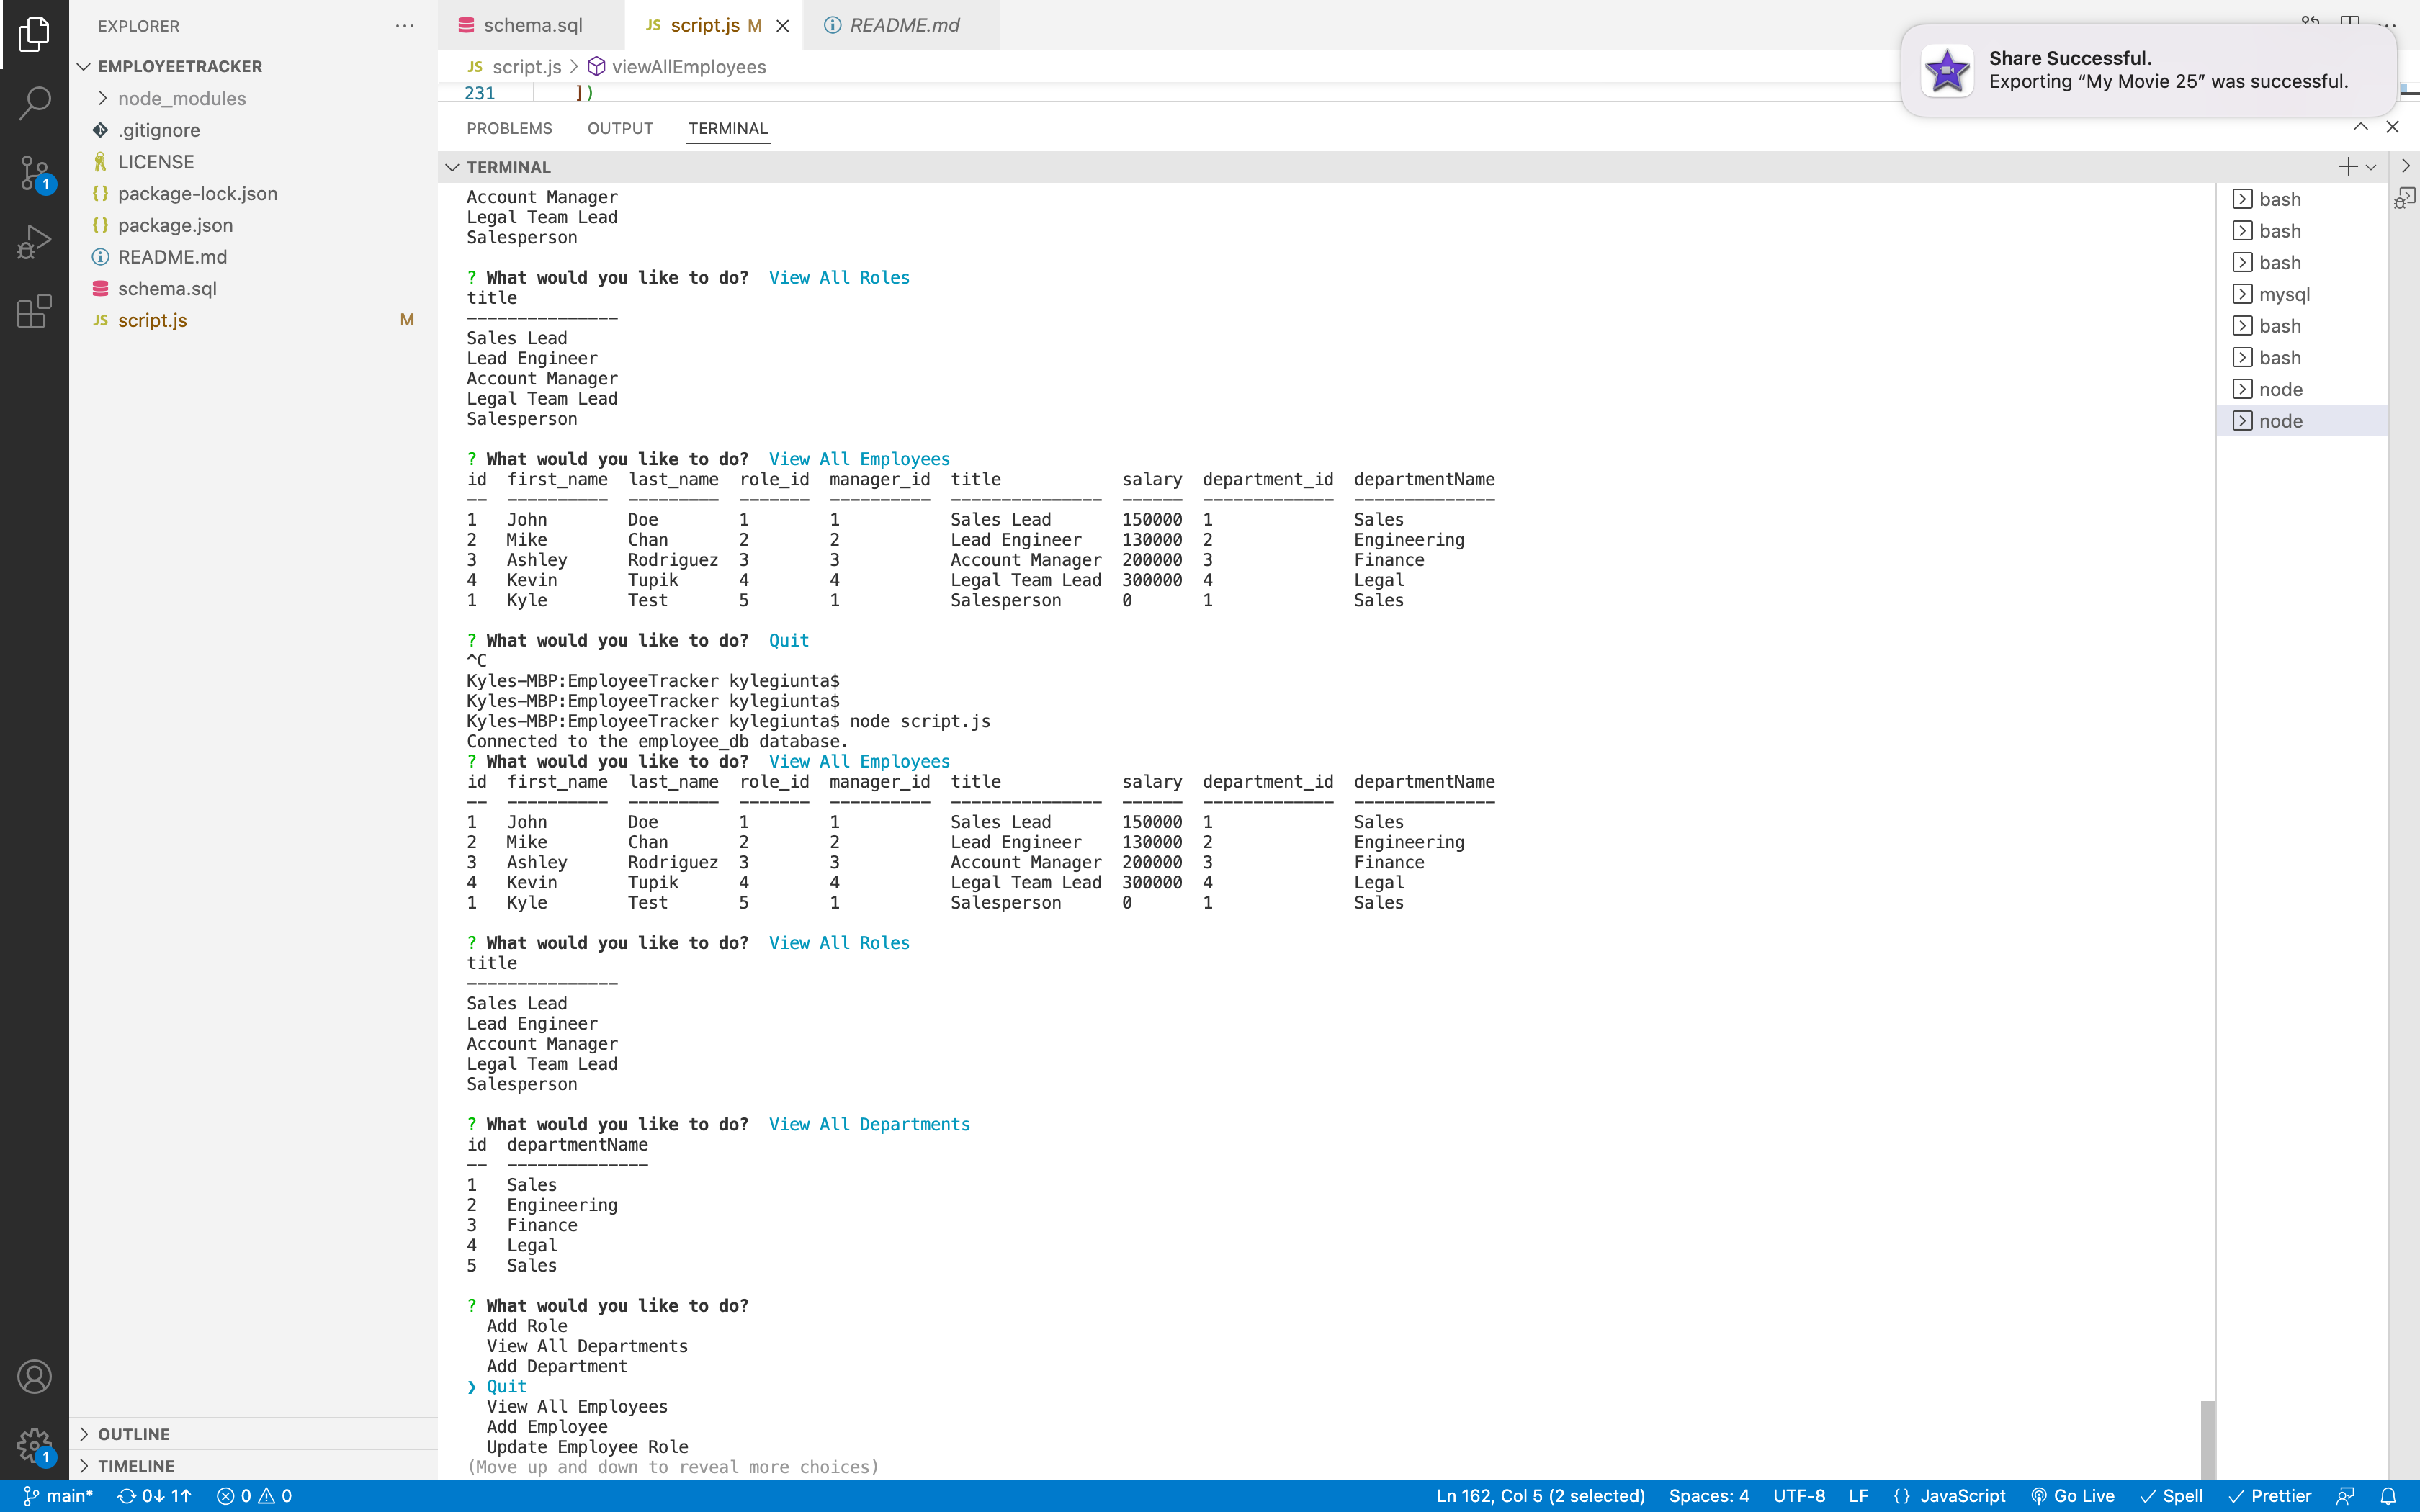 EXPLORER
EMPLOYEETRACKER
node_modules
.gitignore
LICENSE
package-lock.json
package.json
README.md
schema.sql
JS script.js M
OUTLINE
TIMELINE
1
1
schema.sql
JS script.js M
README.md
JS script.js > viewAllEmployees
231 ])
Share Successful.
Exporting “My Movie 25” was successful.
PROBLEMS OUTPUT TERMINAL
TERMINAL
Account Manager
Legal Team Lead
Salesperson
? What would you like to do? View All Roles
title
---------------
Sales Lead
Lead Engineer
Account Manager
Legal Team Lead
Salesperson
? What would you like to do? View All Employees
id first_name last_name role_id manager_id title salary department_id departmentName
-- ---------- --------- ------- ---------- --------------- ------ ------------- --------------
1 John Doe 1 1 Sales Lead 150000 1 Sales
2 Mike Chan 2 2 Lead Engineer 130000 2 Engineering
3 Ashley Rodriguez 3 3 Account Manager 200000 3 Finance
4 Kevin Tupik 4 4 Legal Team Lead 300000 4 Legal
1 Kyle Test 5 1 Salesperson 0 1 Sales
? What would you like to do? Quit
^C
Kyles-MBP:EmployeeTracker kylegiunta$
Kyles-MBP:EmployeeTracker kylegiunta$
Kyles-MBP:EmployeeTracker kylegiunta$ node script.js
Connected to the employee_db database.
? What would you like to do? View All Employees
id first_name last_name role_id manager_id title salary department_id departmentName
-- ---------- --------- ------- ---------- --------------- ------ ------------- --------------
1 John Doe 1 1 Sales Lead 150000 1 Sales
2 Mike Chan 2 2 Lead Engineer 130000 2 Engineering
3 Ashley Rodriguez 3 3 Account Manager 200000 3 Finance
4 Kevin Tupik 4 4 Legal Team Lead 300000 4 Legal
1 Kyle Test 5 1 Salesperson 0 1 Sales
? What would you like to do? View All Roles
title
---------------
Sales Lead
Lead Engineer
Account Manager
Legal Team Lead
Salesperson
? What would you like to do? View All Departments
id departmentName
-- --------------
1 Sales
2 Engineering
3 Finance
4 Legal
5 Sales
? What would you like to do?
Add Role
View All Departments
Add Department
❯ Quit
View All Employees
Add Employee
Update Employee Role
(Move up and down to reveal more choices)
bash
bash
bash
mysql
bash
bash
node
node
main* 0↓ 1↑ 0 0 Ln 162, Col 5 (2 selected) Spaces: 4 UTF-8 LF {} JavaScript Go Live ✓ Spell ✓ Prettier